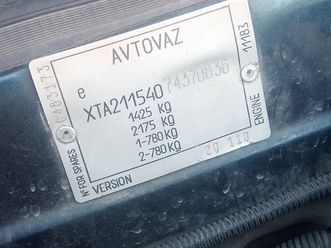 AVTOVAZ
e
XTA211540 74370836
1425 KG
2175 KG
1-780 KG
2-780 KG
VERSION 20 110
ENGINE 11183
Nº FOR SPARES 0483173